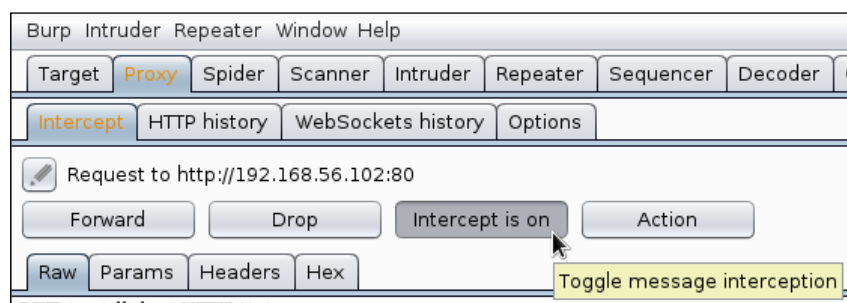 Burp Intruder Repeater Window Help
Target Proxy Spider Scanner Intruder Repeater Sequencer Decoder
Intercept HTTP history WebSockets history Options
Request to http://192.168.56.102:80
Forward Drop Intercept is on Action
Raw Params Headers Hex
Toggle message interception